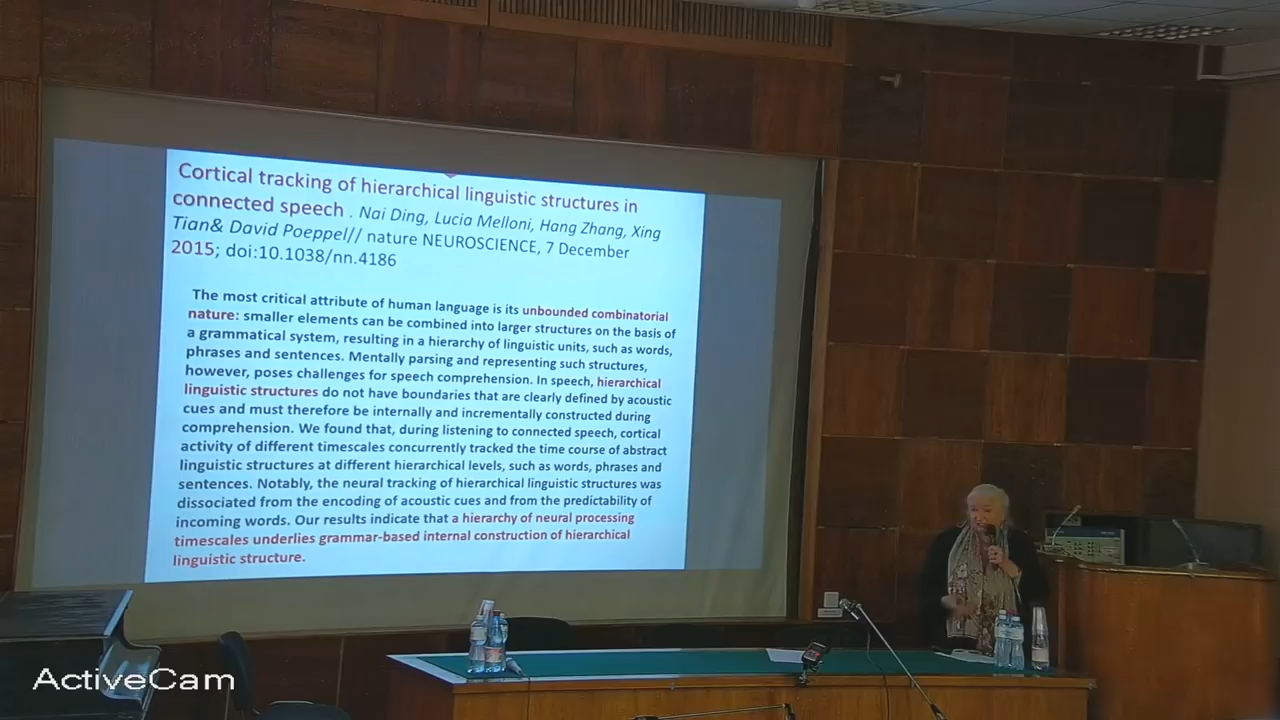 Cortical tracking of hierarchical linguistic structures in
connected speech . Nai Ding, Lucia Melloni, Hang Zhang, Xing
Tian& David Poeppel// nature NEUROSCIENCE, 7 December
2015; doi:10.1038/nn.4186
The most critical attribute of human language is its unbounded combinatorial
nature: smaller elements can be combined into larger structures on the basis of
a grammatical system, resulting in a hierarchy of linguistic units, such as words,
phrases and sentences. Mentally parsing and representing such structures,
however, poses challenges for speech comprehension. In speech, hierarchical
linguistic structures do not have boundaries that are clearly defined by acoustic
cues and must therefore be internally and incrementally constructed during
comprehension. We found that, during listening to connected speech, cortical
activity of different timescales concurrently tracked the time course of abstract
linguistic structures at different hierarchical levels, such as words, phrases and
sentences. Notably, the neural tracking of hierarchical linguistic structures was
dissociated from the encoding of acoustic cues and from the predictability of
incoming words. Our results indicate that a hierarchy of neural processing
timescales underlies grammar-based internal construction of hierarchical
linguistic structure.
ActiveCam